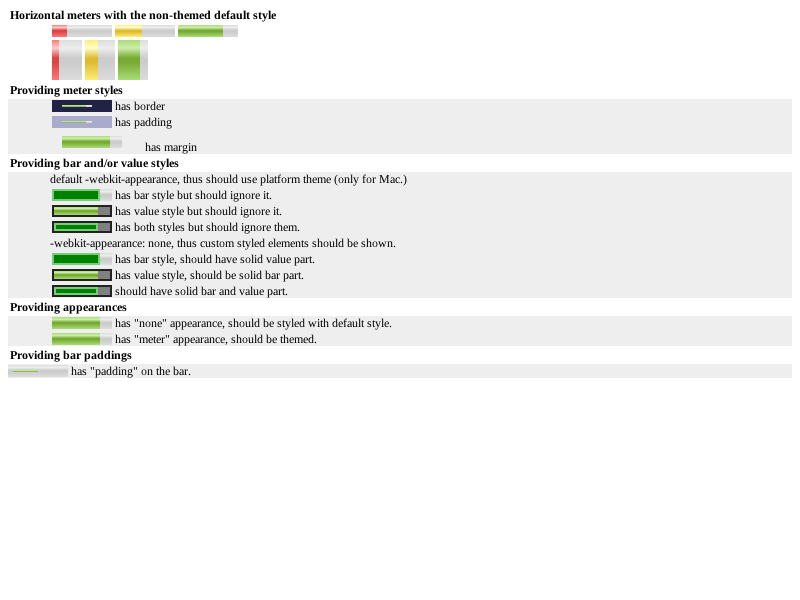 Horizontal meters with the non-themed default style
Providing meter styles
has border
has padding
has margin
Providing bar and/or value styles
default -webkit-appearance, thus should use platform theme (only for Mac.)
has bar style but should ignore it.
has value style but should ignore it.
has both styles but should ignore them.
-webkit-appearance: none, thus custom styled elements should be shown.
has bar style, should have solid value part.
has value style, should be solid bar part.
should have solid bar and value part.
Providing appearances
has "none" appearance, should be styled with default style.
has "meter" appearance, should be themed.
Providing bar paddings
has "padding" on the bar.